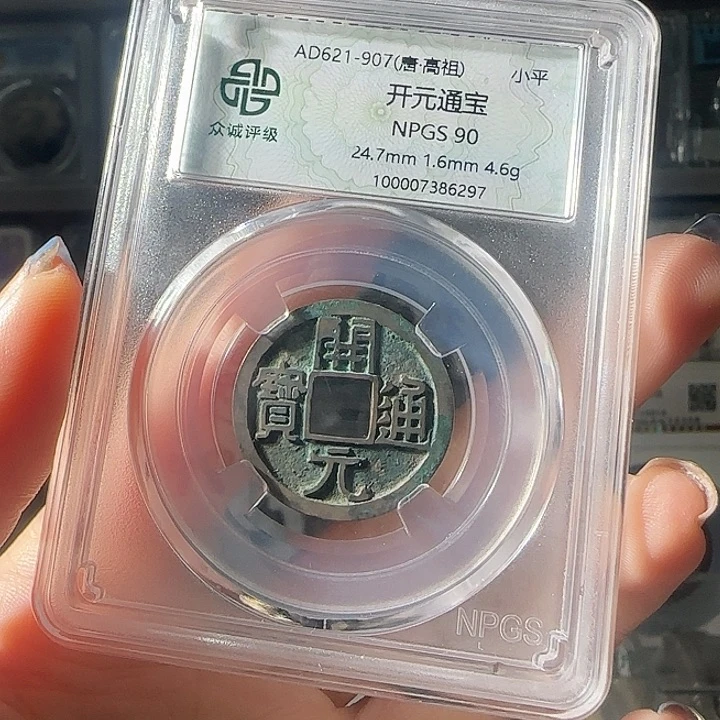 AD621-907(唐·高祖) 小平
开元通宝
NPGS 90
24.7mm 1.6mm 4.6g
100007386297
众诚评级
開元通寶
NPGS